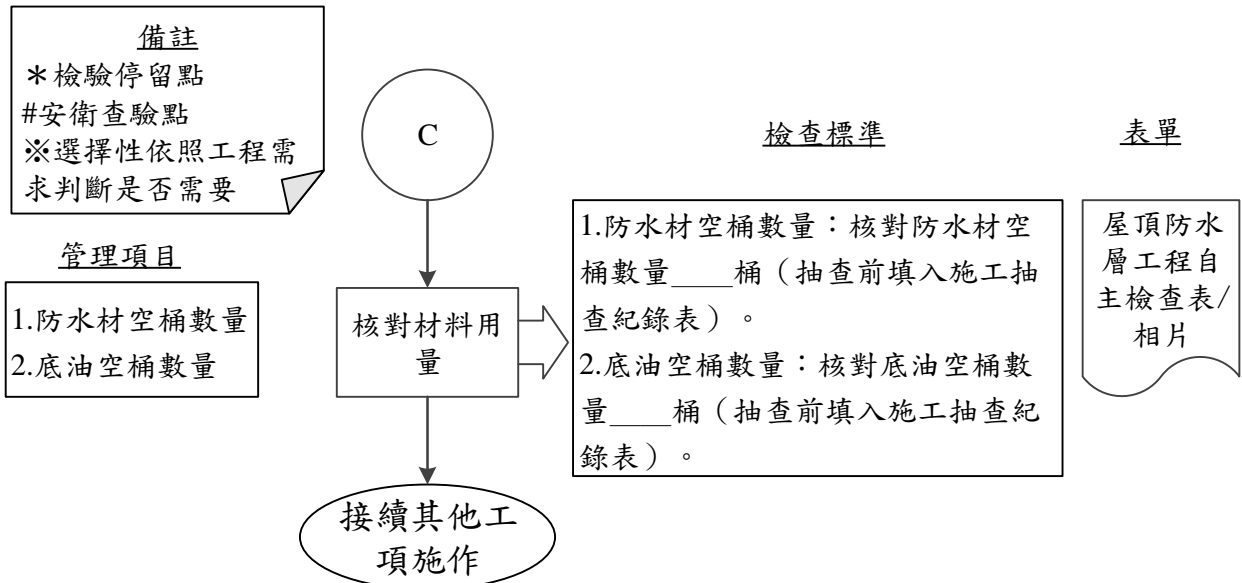 備註
＊檢驗停留點
#安衛查驗點
※選擇性依照工程需
求判斷是否需要
C
檢查標準
表單
管理項目
1.防水材空桶數量
2.底油空桶數量
核對材料用
量
1.防水材空桶數量：核對防水材空
桶數量____桶（抽查前填入施工抽
查紀錄表）。
2.底油空桶數量：核對底油空桶數
量____桶（抽查前填入施工抽查紀
錄表）。
屋頂防水
層工程自
主檢查表/
相片
接續其他工
項施作